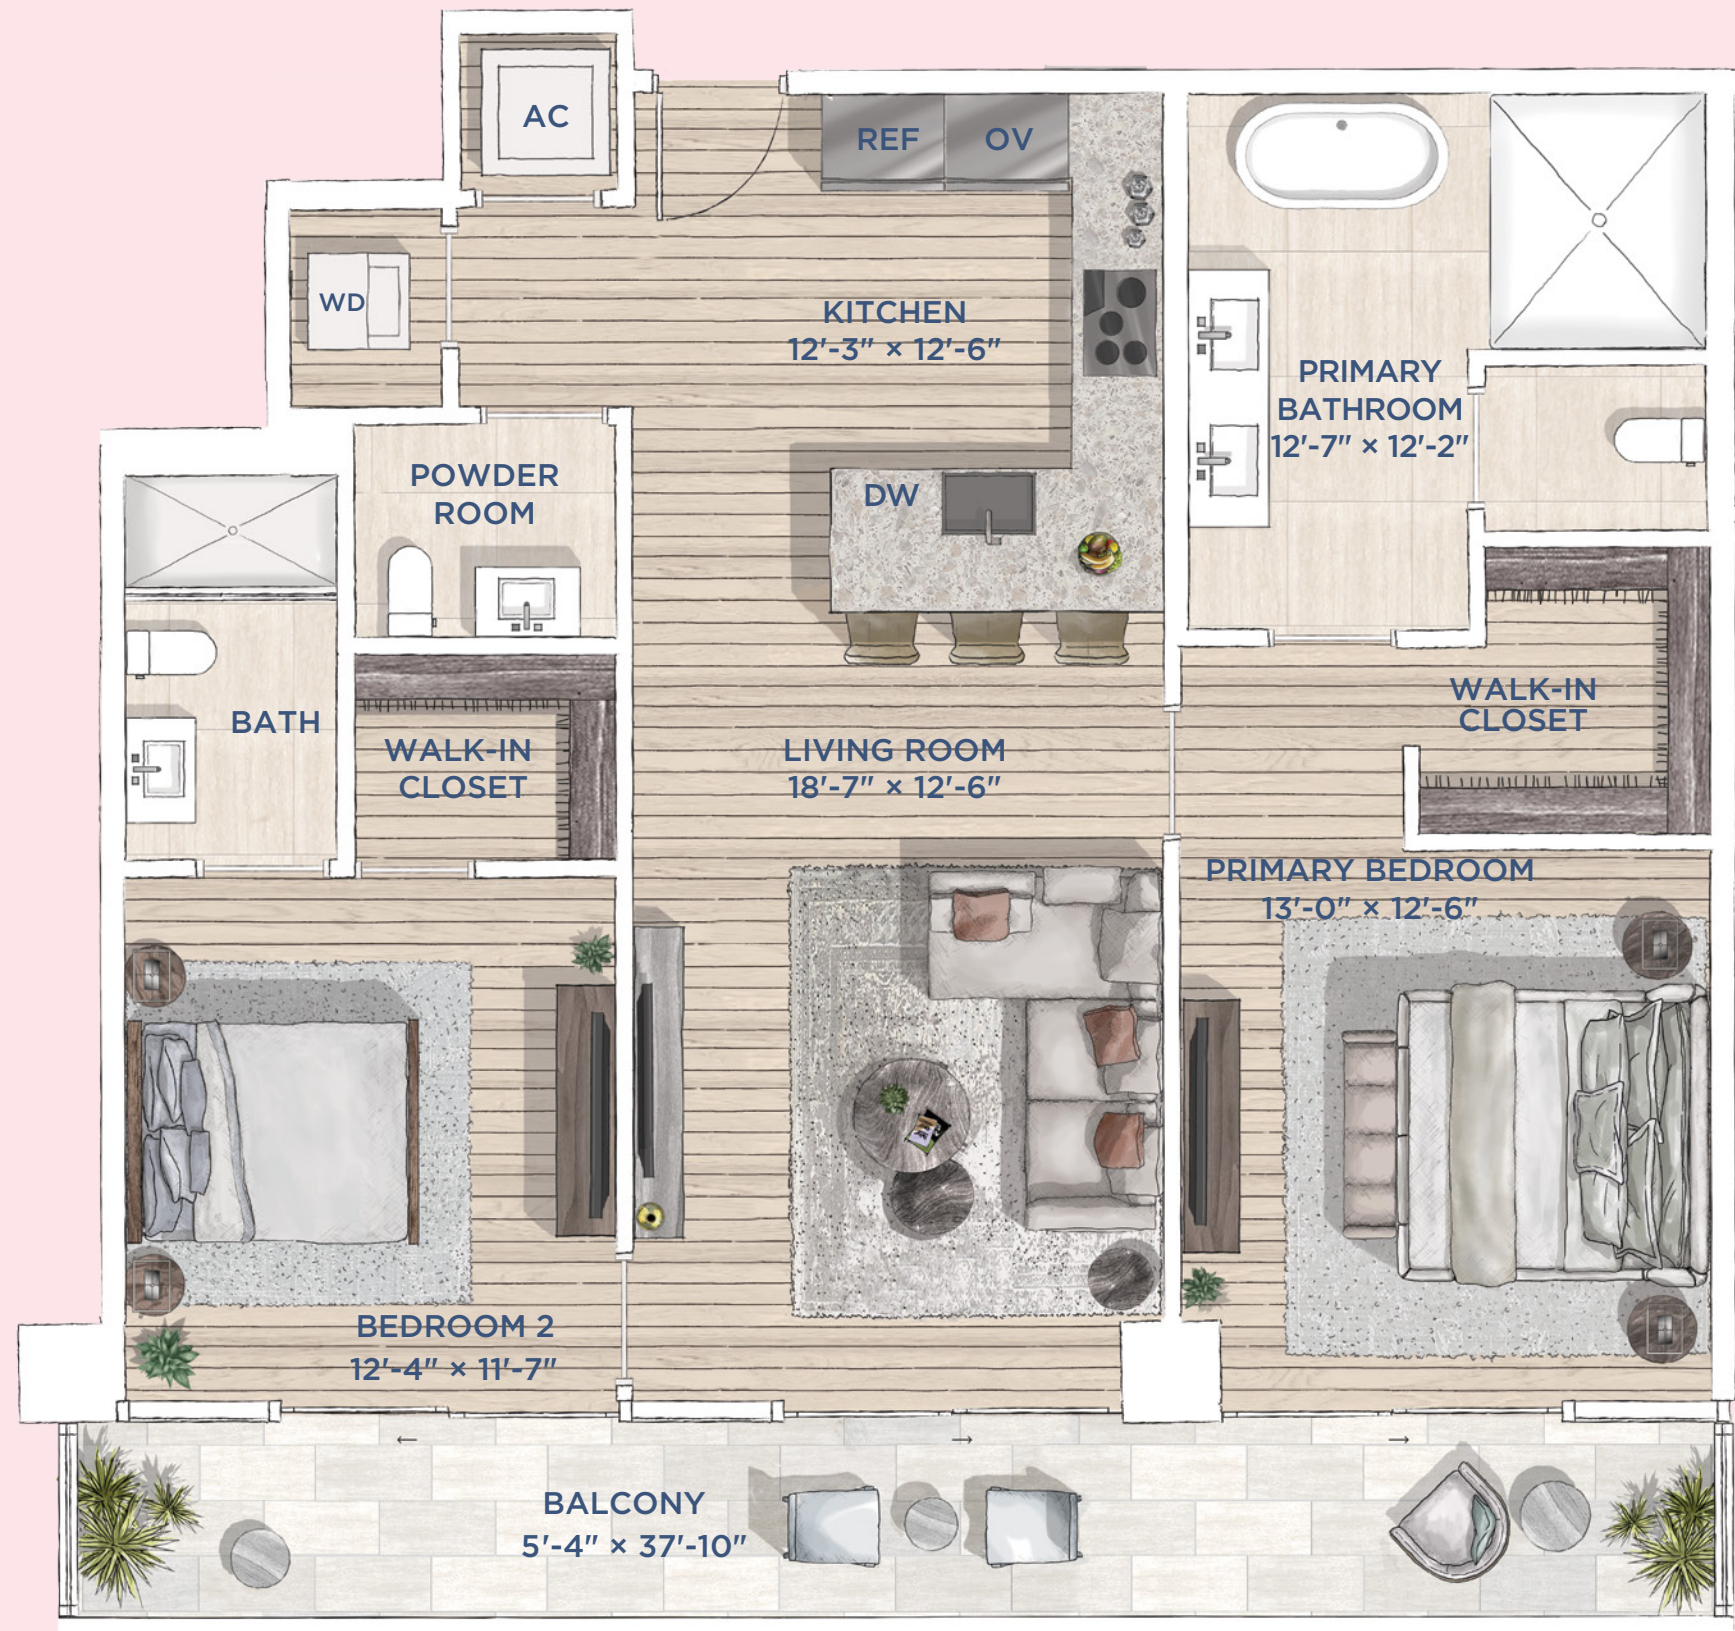 AC
REF
OV
WD
KITCHEN
12'-3" × 12'-6"
PRIMARY
BATHROOM
12'-7" × 12'-2"
POWDER
ROOM
DW
BATH
WALK-IN
CLOSET
LIVING ROOM
18'-7" × 12'-6"
WALK-IN
CLOSET
PRIMARY BEDROOM
13'-0" × 12'-6"
BEDROOM 2
12'-4" × 11'-7"
BALCONY
5'-4" × 37'-10"